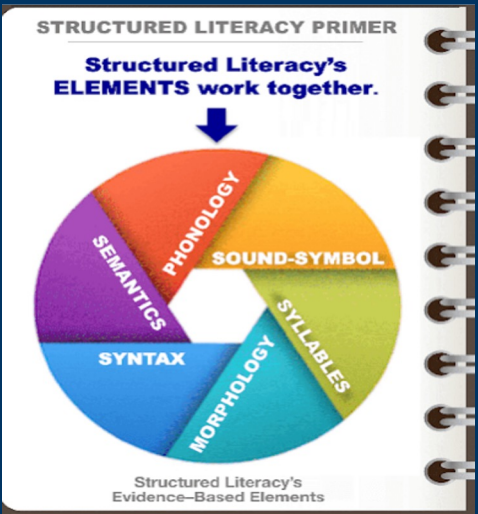 STRUCTURED LITERACY PRIMER
Structured Literacy’s
ELEMENTS work together.
PHONOLOGY
SOUND-SYMBOL
SYLLABLES
MORPHOLOGY
SYNTAX
SEMANTICS
Structured Literacy’s
Evidence–Based Elements